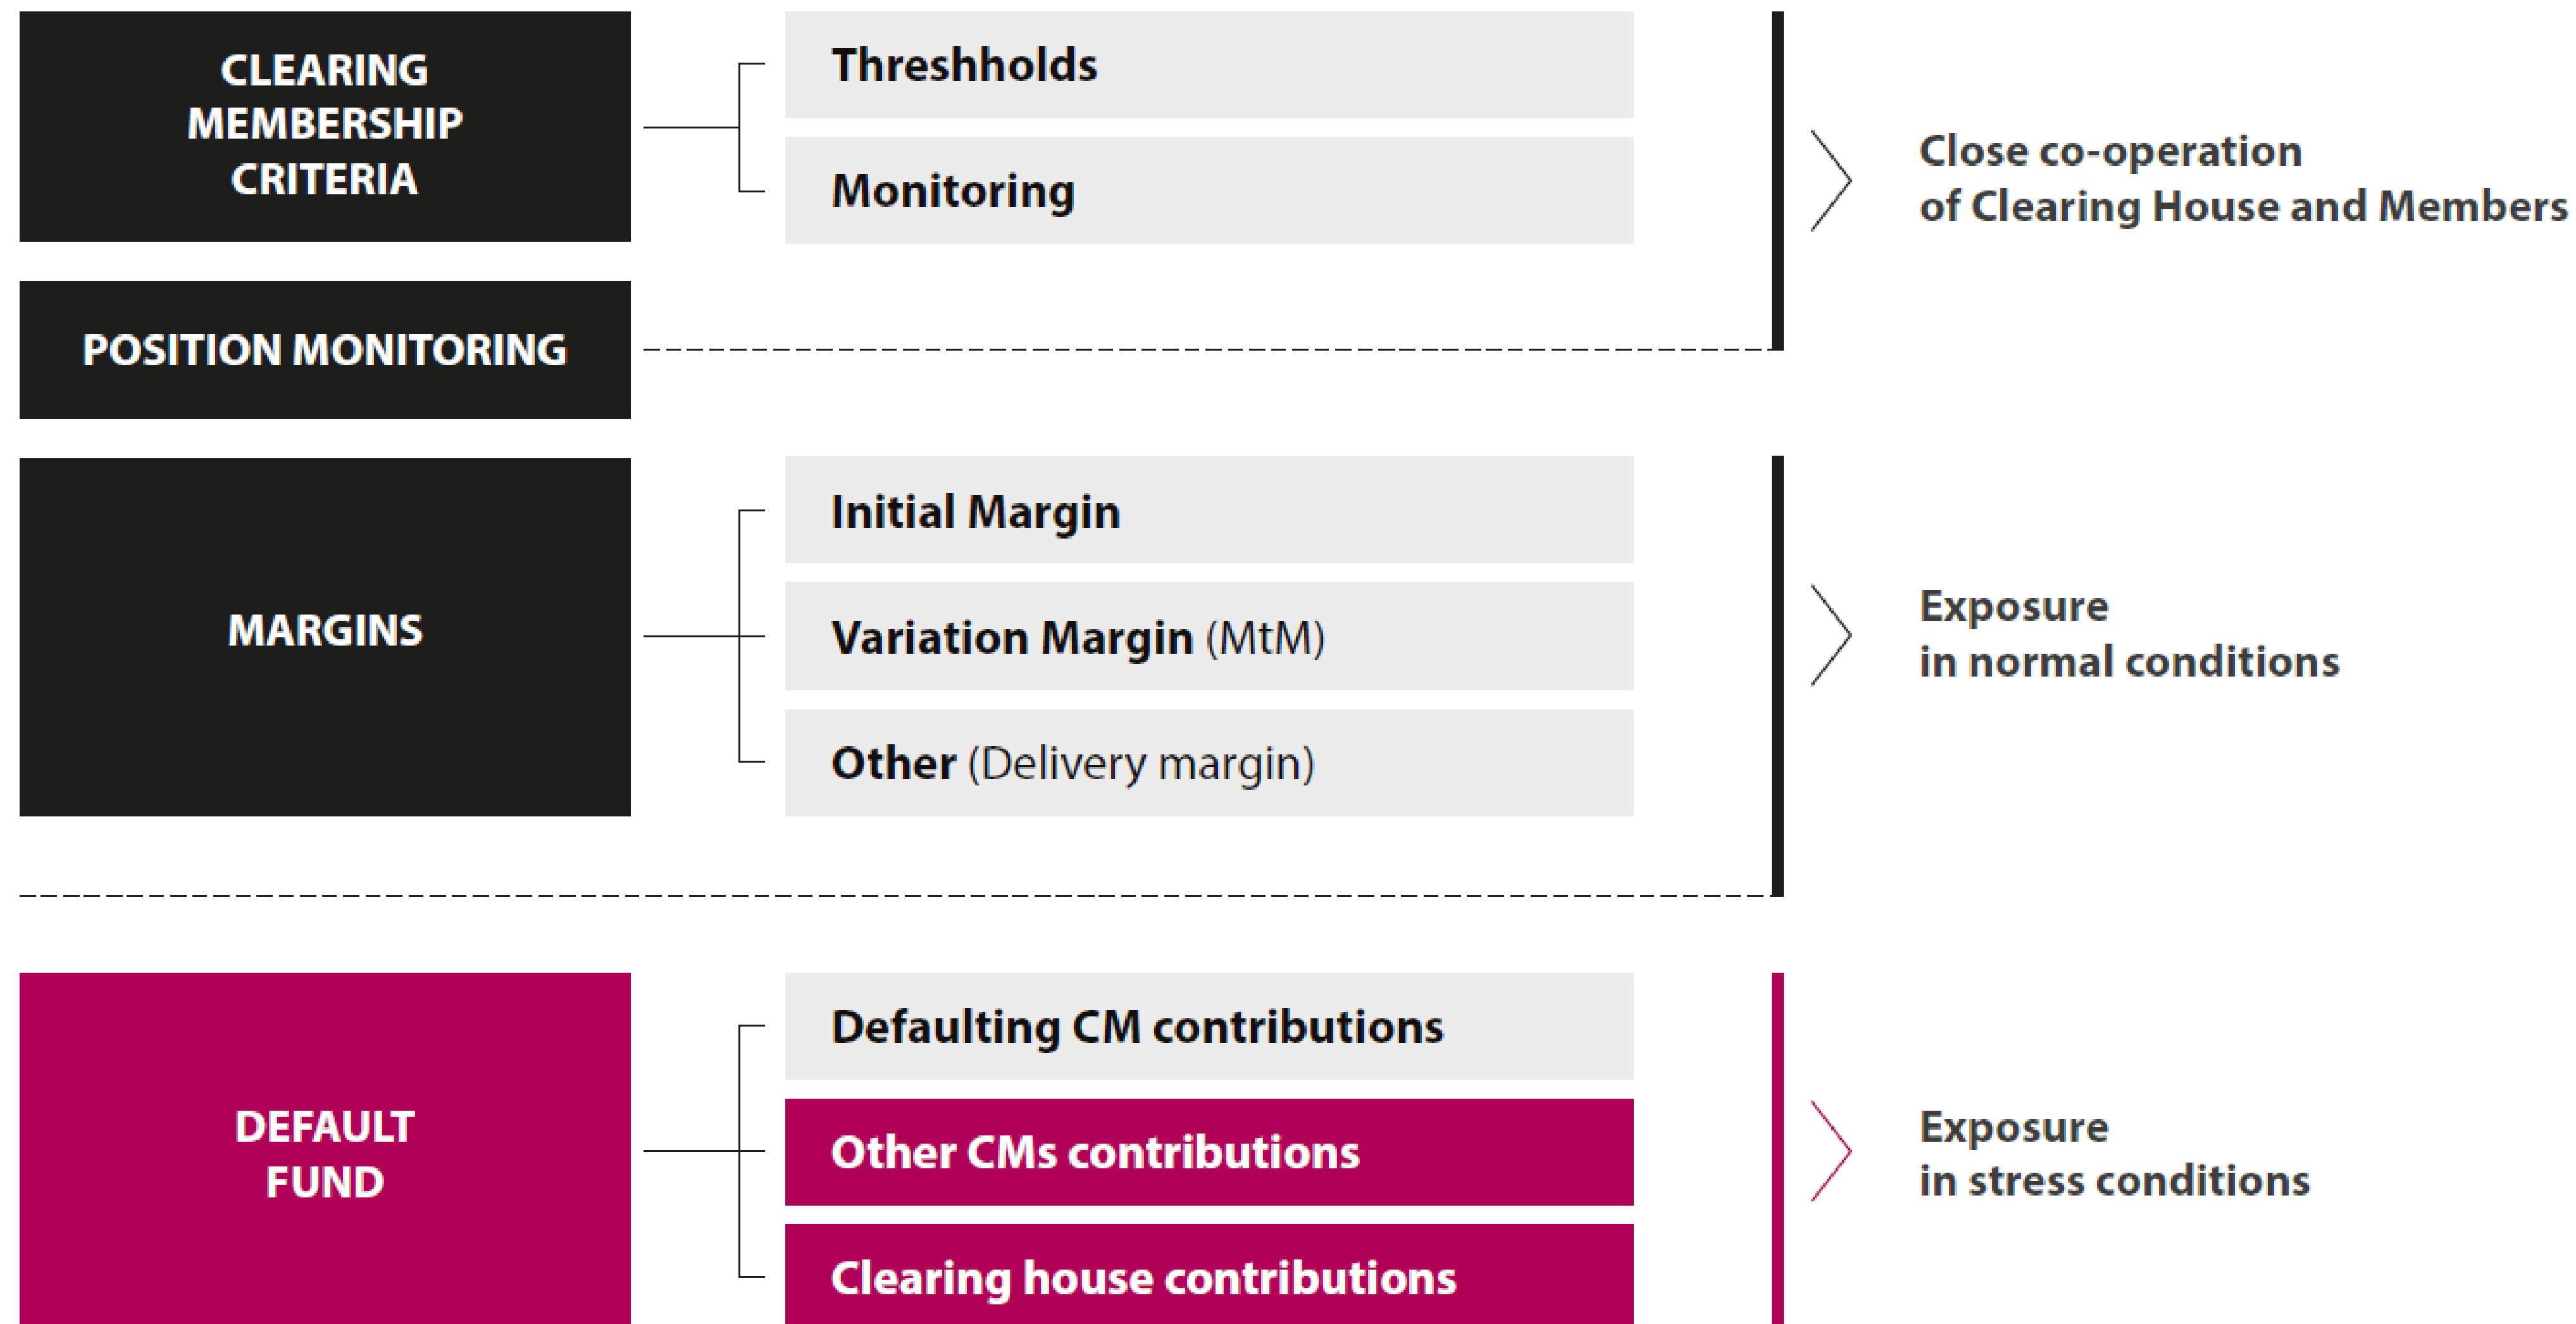 CLEARING
MEMBERSHIP
CRITERIA
Threshholds
Monitoring
Close co-operation
of Clearing House and Members
POSITION MONITORING
MARGINS
Initial Margin
Variation Margin (MtM)
Other (Delivery margin)
Exposure
in normal conditions
DEFAULT
FUND
Defaulting CM contributions
Other CMs contributions
Clearing house contributions
Exposure
in stress conditions